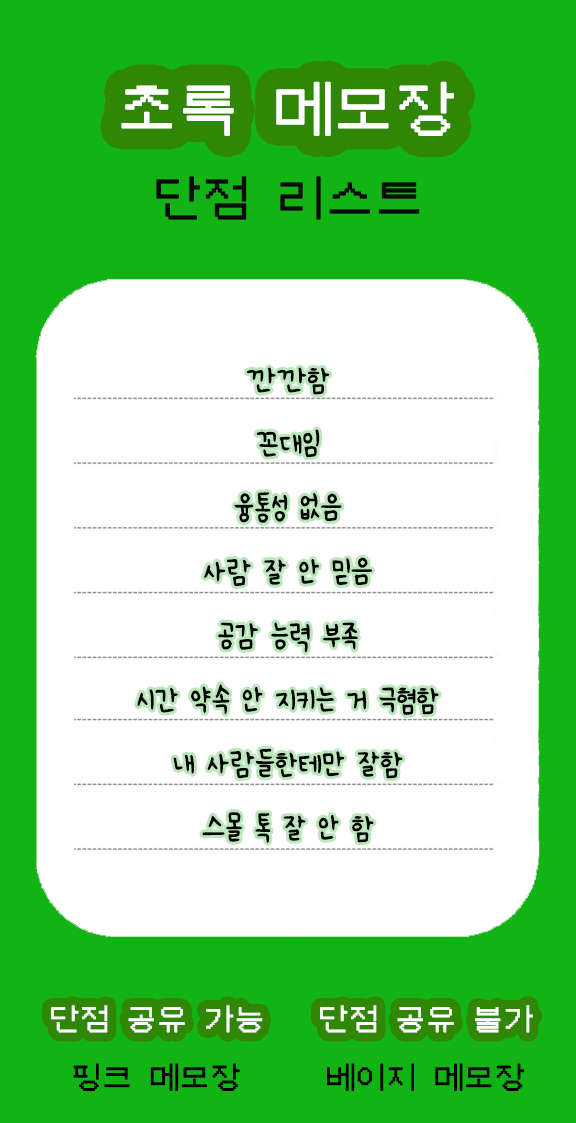 초록 메모장
단점 리스트
깐깐함
꼰대임
융통성 없음
사람 잘 안 믿음
공감 능력 부족
시간 약속 안 지키는 거 극혐함
내 사람들한테만 잘함
스몰 톡 잘 안 함
단점 공유 가능 단점 공유 불가
핑크 메모장 베이지 메모장